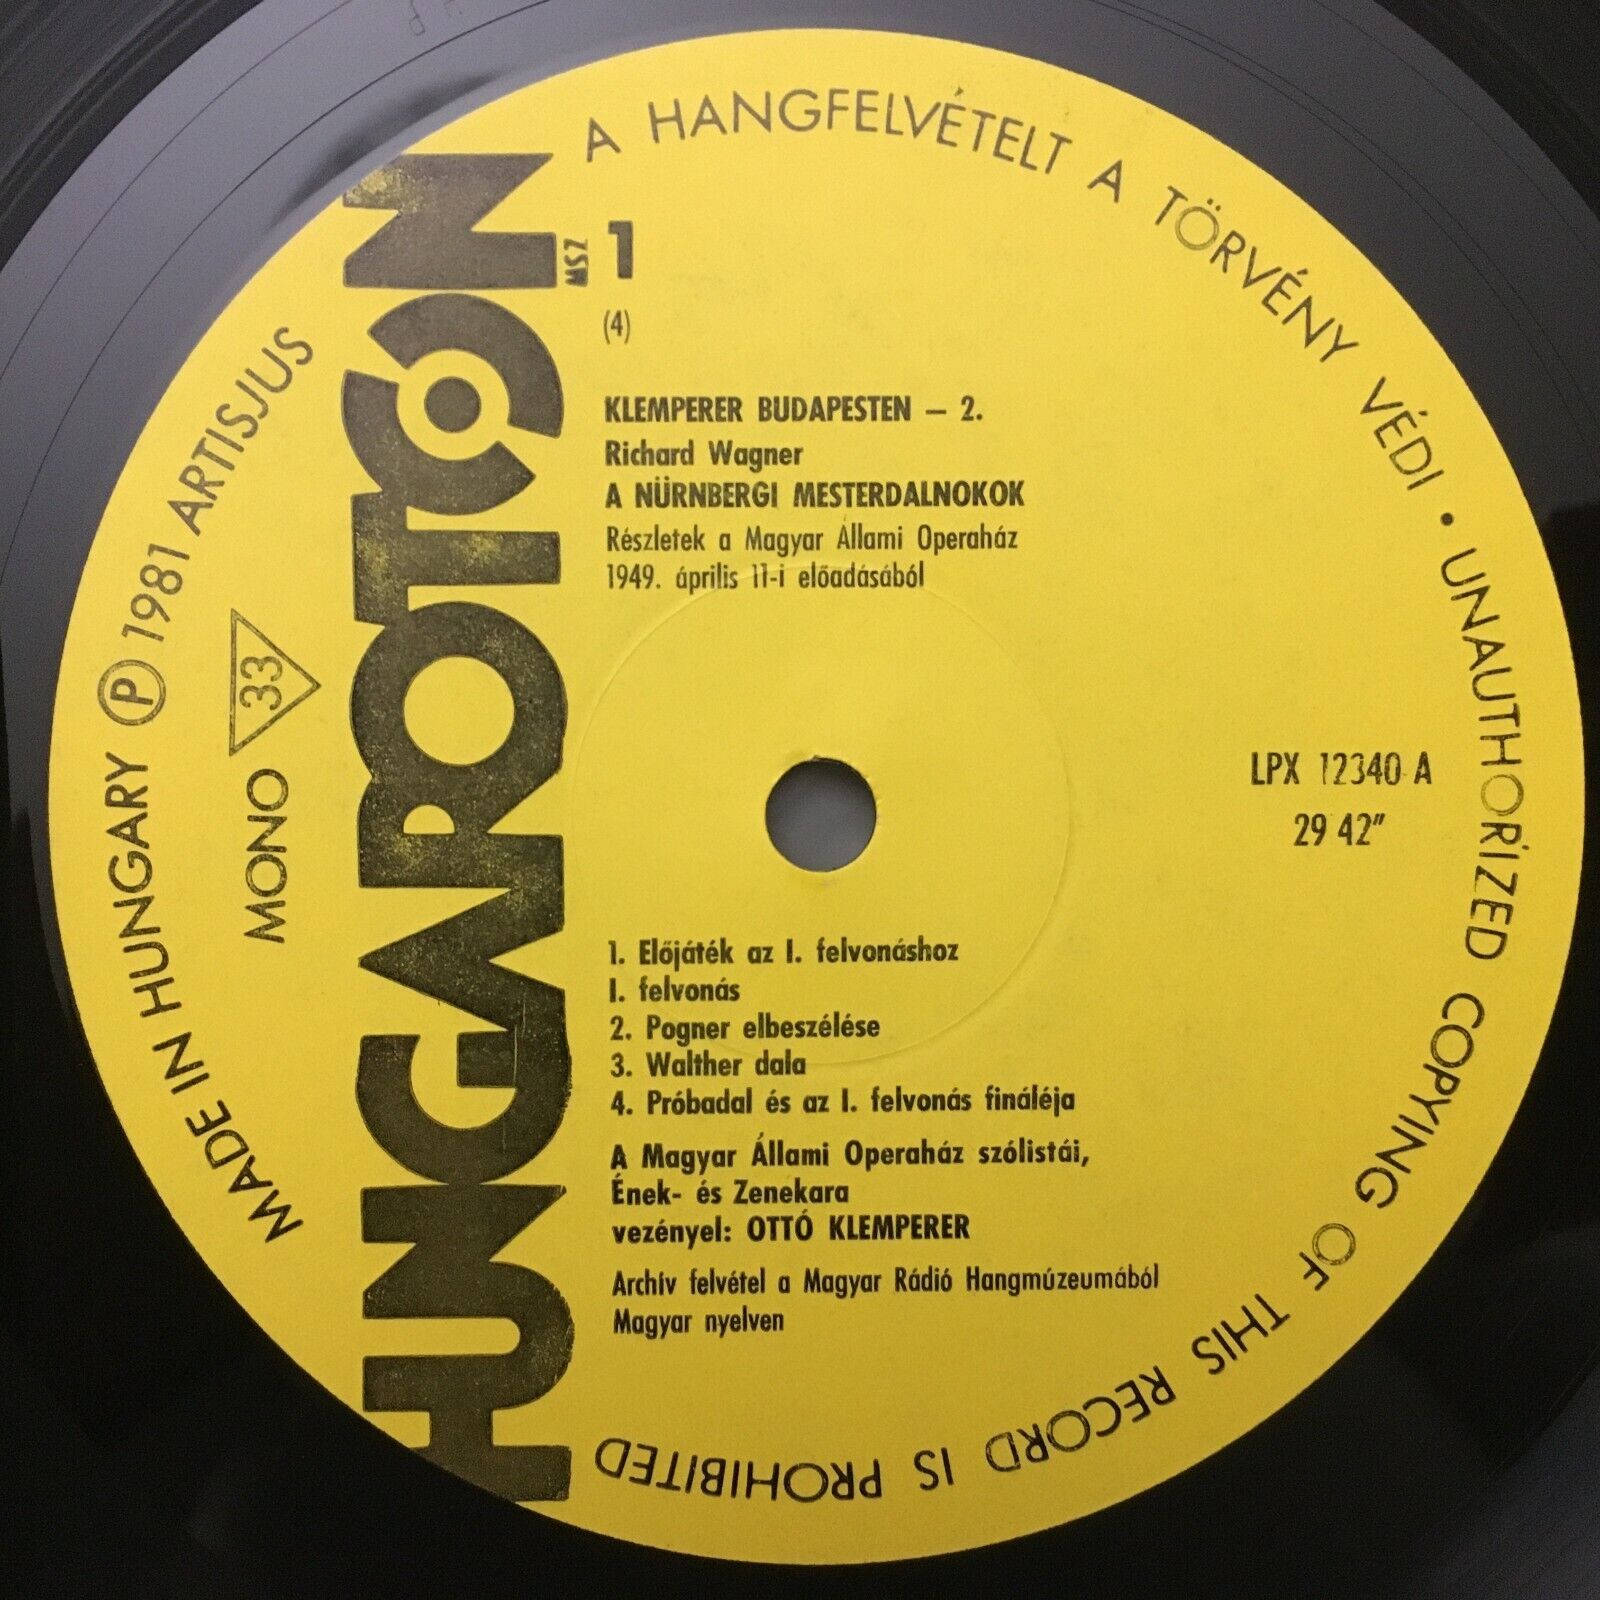 A HANGFELVÉTELT A TÖRVÉNY VÉDI • UNAUTHORIZED COPYING OF THIS RECORD IS PROHIBITED
MADE IN HUNGARY Ⓟ 1981 ARTISJUS
HUNGAROTON
MONO 33
MSZ
1
(4)
KLEMPERER BUDAPESTEN – 2.
Richard Wagner
A NÜRNBERGI MESTERDALNOKOK
Részletek a Magyar Állami Operaház
1949. április 11-i előadásából
LPX 12340 A
29 42"
1. Előjáték az I. felvonáshoz
I. felvonás
2. Pogner elbeszélése
3. Walther dala
4. Próbadal és az I. felvonás fináléja
A Magyar Állami Operaház szólistái,
Ének- és Zenekara
vezényel: OTTÓ KLEMPERER
Archív felvétel a Magyar Rádió Hangmúzeumából
Magyar nyelven